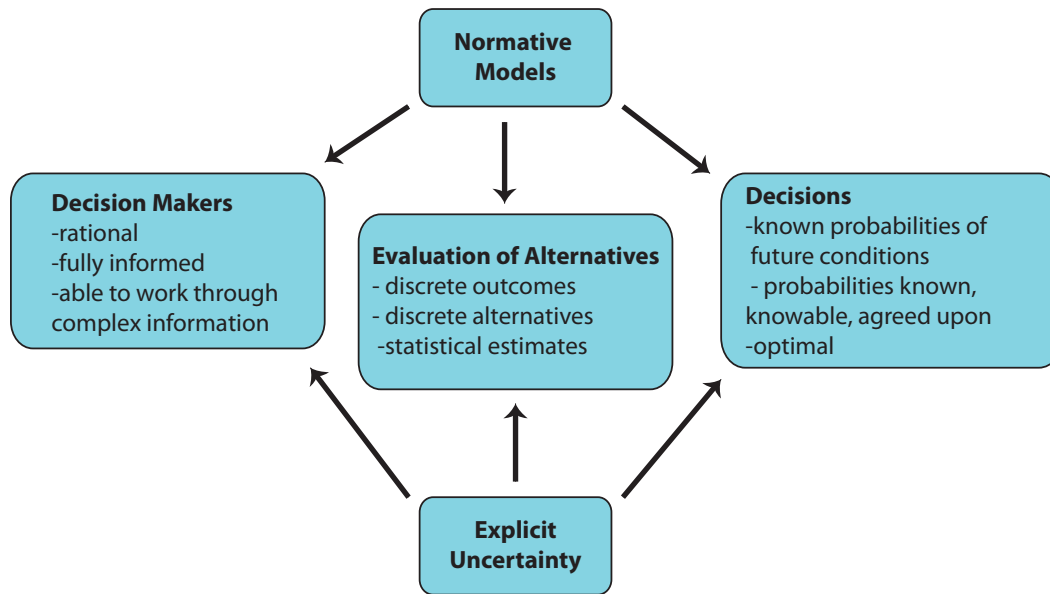 Normative
Models
Decision Makers
-rational
-fully informed
-able to work through
complex information
Evaluation of Alternatives
- discrete outcomes
- discrete alternatives
-statistical estimates
Decisions
-known probabilities of
future conditions
- probabilities known,
knowable, agreed upon
-optimal
Explicit
Uncertainty